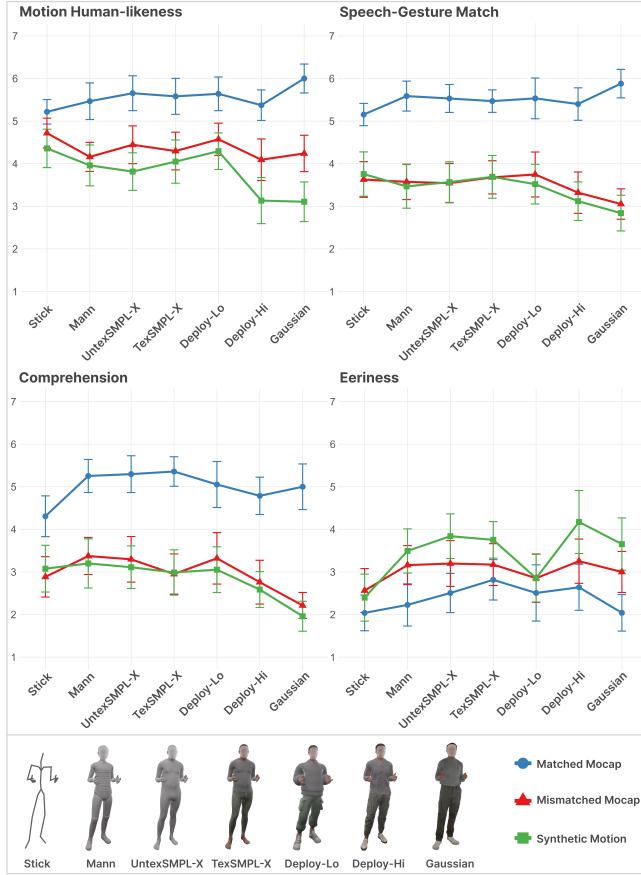 Motion Human-likeness
7
6
5
4
3
2
1
Stick
Mann
UntexSMPL-X
TexSMPL-X
Deploy-Lo
Deploy-Hi
Gaussian
Speech-Gesture Match
7
6
5
4
3
2
1
Stick
Mann
UntexSMPL-X
TexSMPL-X
Deploy-Lo
Deploy-Hi
Gaussian
Comprehension
7
6
5
4
3
2
1
Stick
Mann
UntexSMPL-X
TexSMPL-X
Deploy-Lo
Deploy-Hi
Gaussian
Eeriness
7
6
5
4
3
2
1
Stick
Mann
UntexSMPL-X
TexSMPL-X
Deploy-Lo
Deploy-Hi
Gaussian
Stick
Mann
UntexSMPL-X
TexSMPL-X
Deploy-Lo
Deploy-Hi
Gaussian
Matched Mocap
Mismatched Mocap
Synthetic Motion